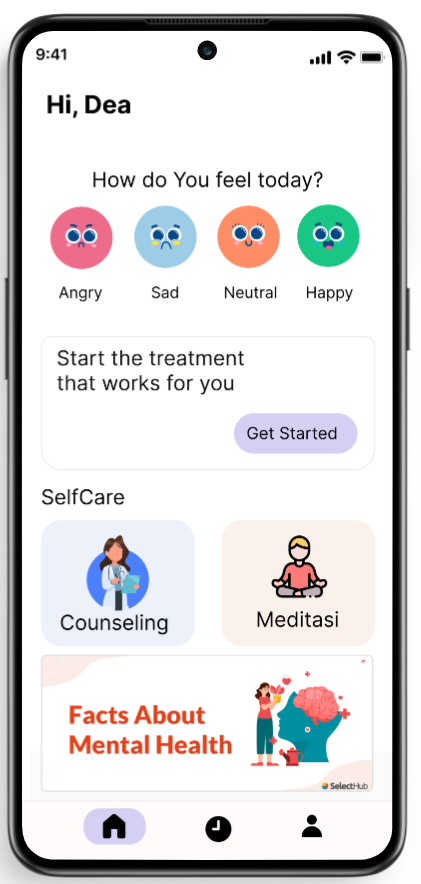 9:41
Hi, Dea
How do You feel today?
Angry Sad Neutral Happy
Start the treatment
that works for you
Get Started
SelfCare
Counseling
Meditasi
Facts About
Mental Health
SelectHub